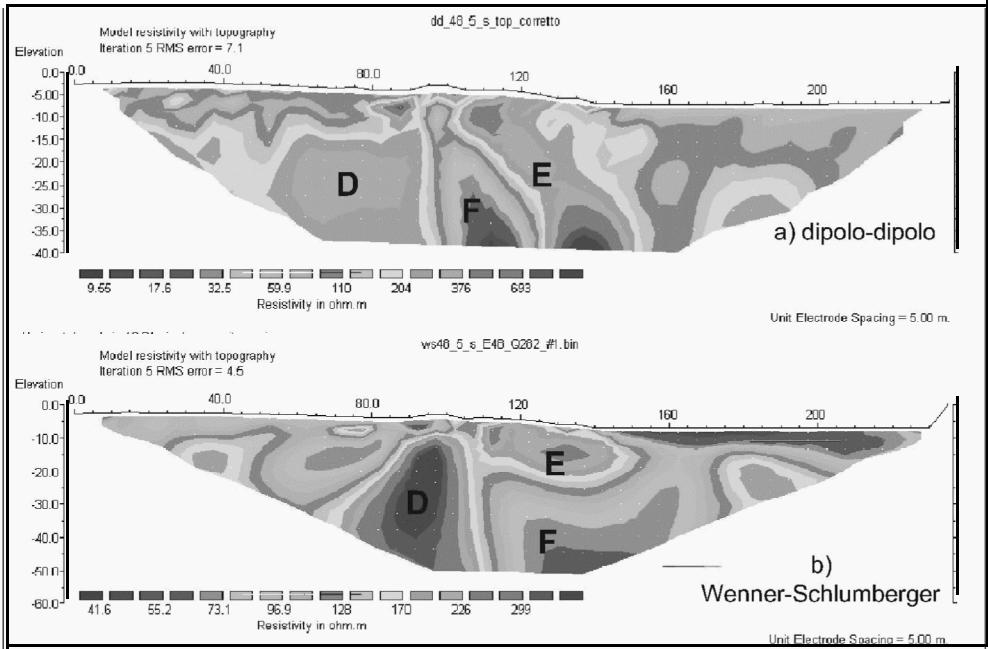 dd_48_5_s_top_corretto
Model resistivity with topography
Iteration 5 RMS error = 7.1
Elevation
0.0 40.0 80.0 120 160 200
0.0
-5.00
-10.0
-15.0
-20.0
-25.0
-30.0
-35.0
-40.0
D
E
F
a) dipolo-dipolo
9.55 17.6 32.5 59.9 110 204 376 693
Resistivity in ohm.m
Unit Electrode Spacing = 5.00 m.
ws48_5_s_E48_G282_#1.bin
Model resistivity with topography
Iteration 5 RMS error = 4.5
Elevation
0.0 40.0 80.0 120 160 200
0.0
-10.0
-20.0
-30.0
-40.0
-50.0
-60.0
E
D
F
b)
Wenner-Schlumberger
41.6 55.2 73.1 96.9 128 170 226 299
Resistivity in ohm.m
Unit Electrode Spacing = 5.00 m.